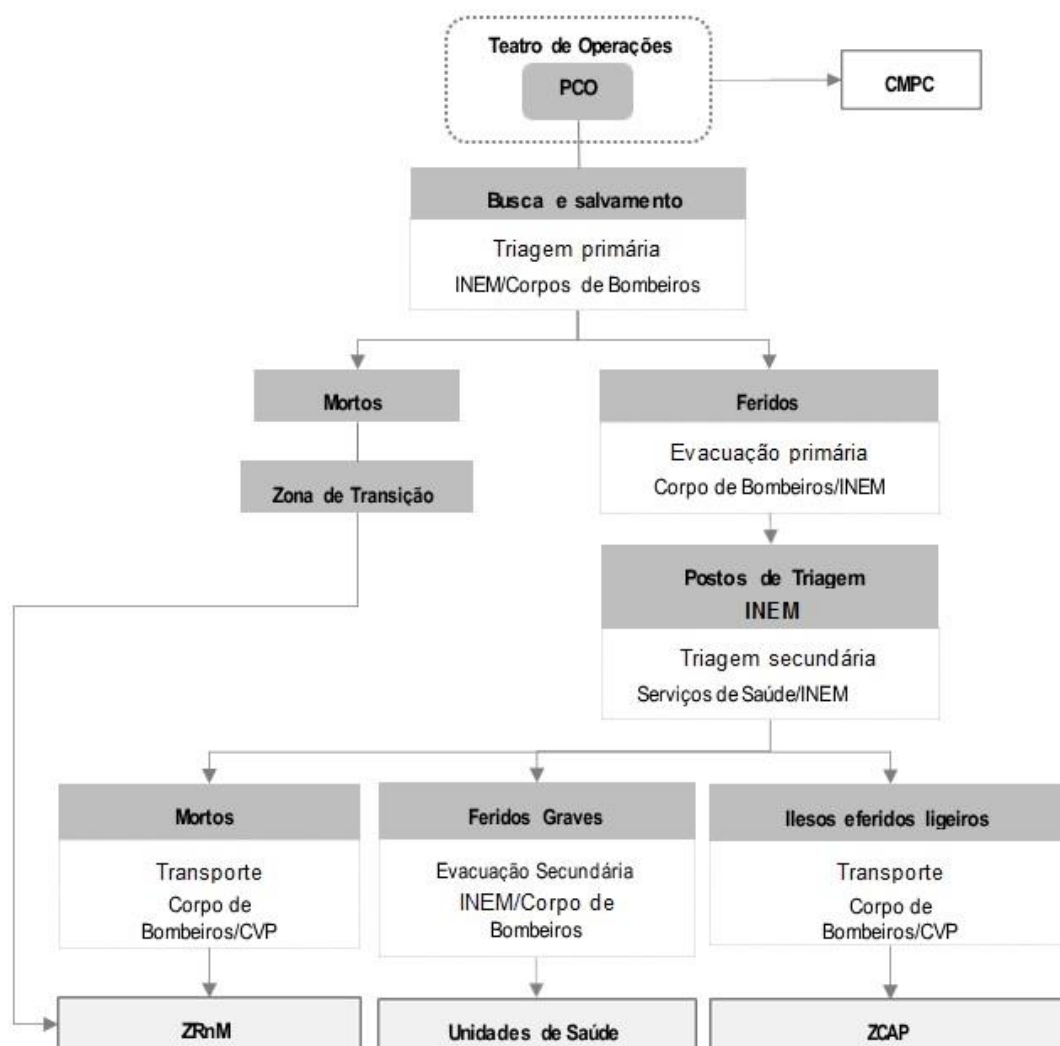 Teatro de Operações
PCO
CMPC
Busca e salvamento
Triagem primária
INEM/Corpos de Bombeiros
Mortos
Feridos
Evacuação primária
Corpo de Bombeiros/INEM
Zona de Transição
Postos de Triagem
INEM
Triagem secundária
Serviços de Saúde/INEM
Mortos
Transporte
Corpo de
Bombeiros/CVP
Feridos Graves
Evacuação Secundária
INEM/Corpo de
Bombeiros
Ilesos eferidos ligeiros
Transporte
Corpo de
Bombeiros/CVP
ZRnM
Unidades de Saúde
ZCAP